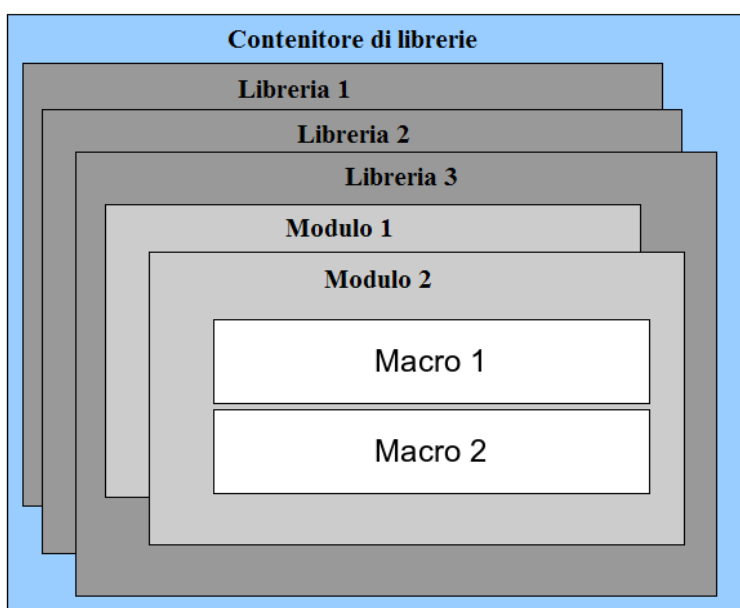 Contenitore di librerie
Libreria 1
Libreria 2
Libreria 3
Modulo 1
Modulo 2
Macro 1
Macro 2